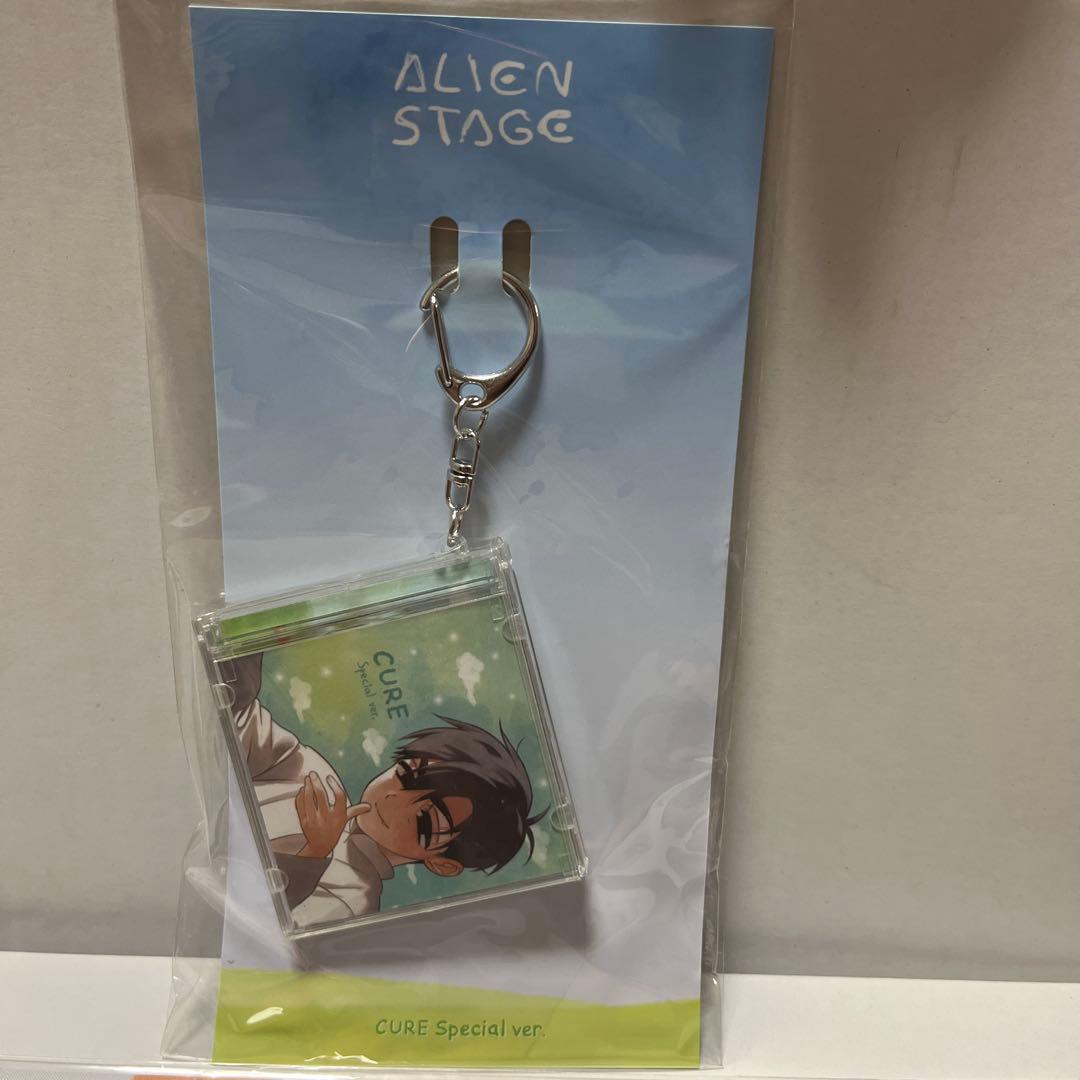 ALIEN
STAGE
CURE
Special ver.
CURE Special ver.